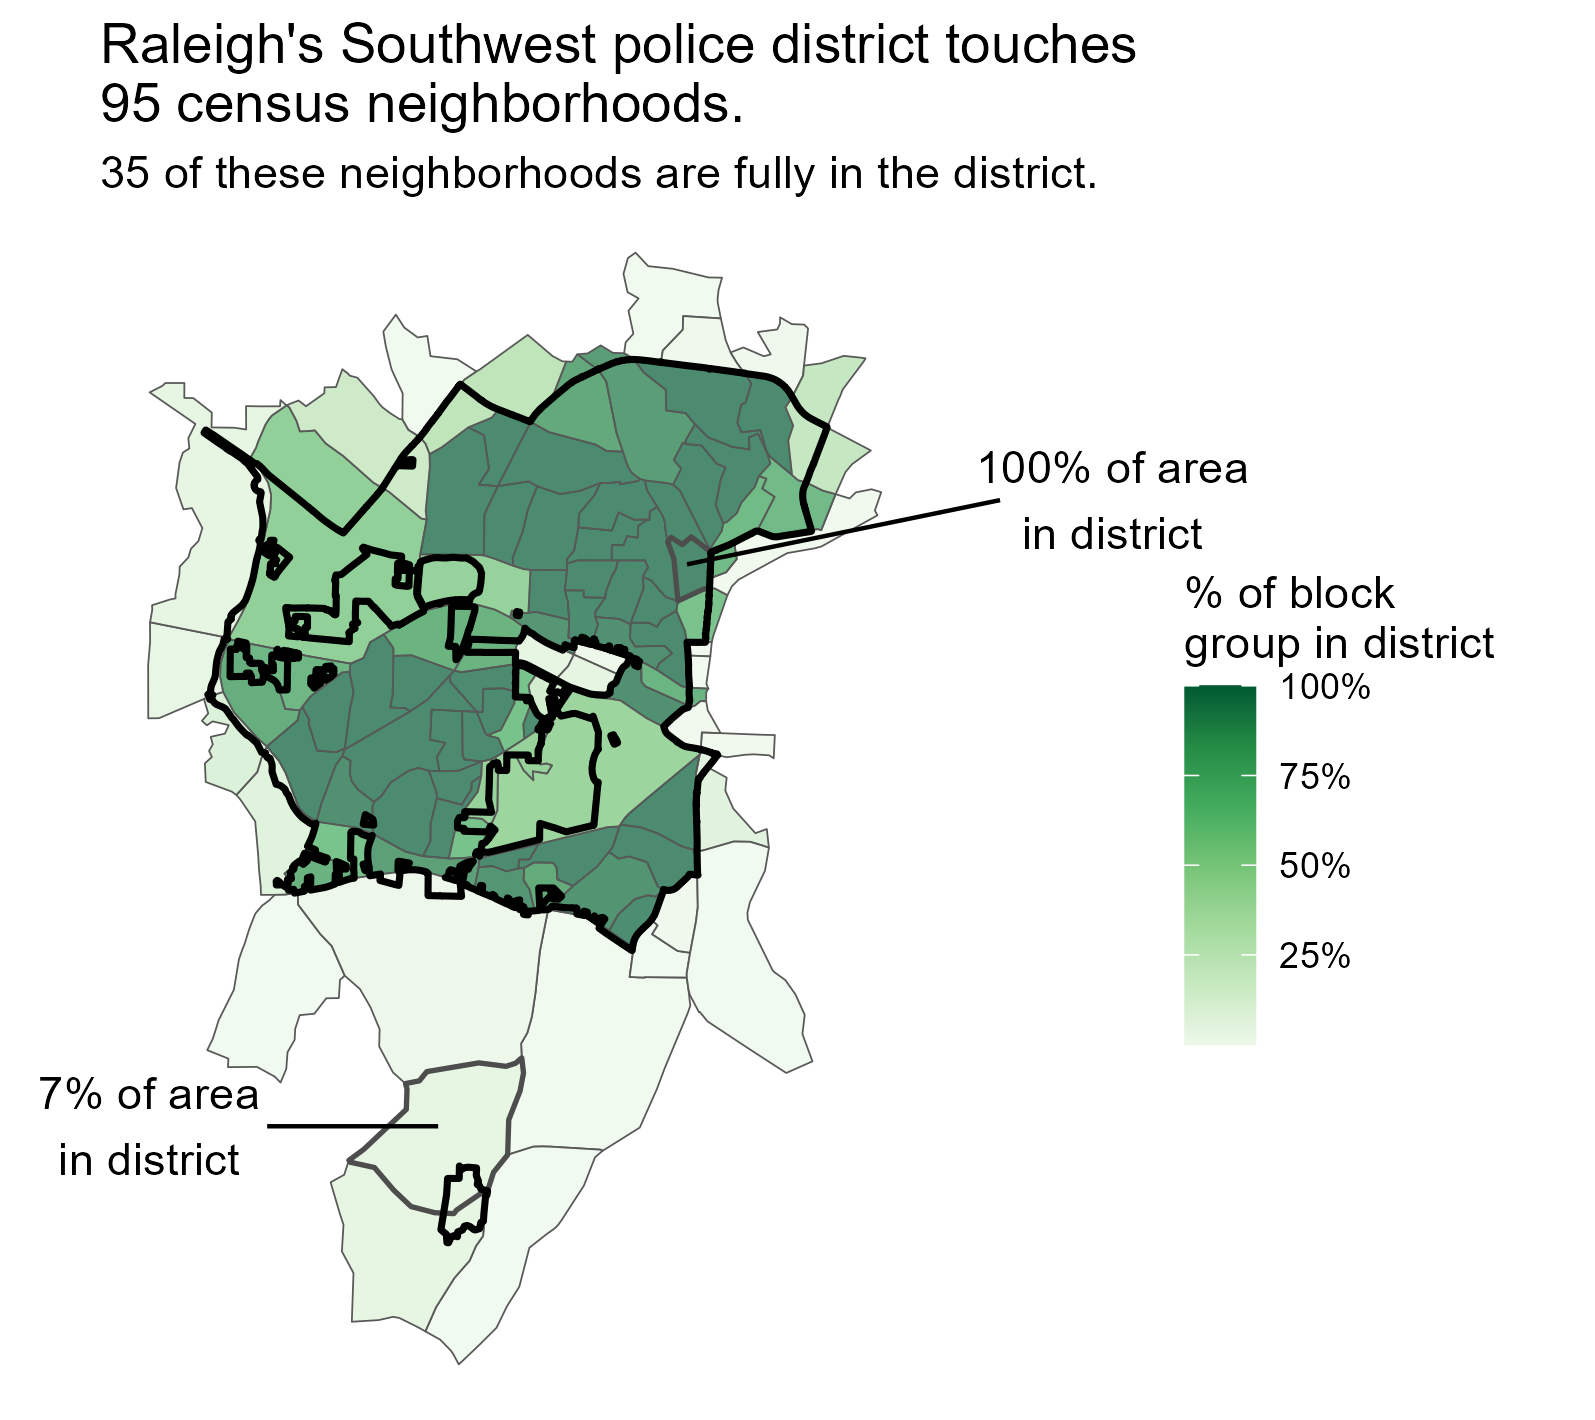 Raleigh's Southwest police district touches
95 census neighborhoods.
35 of these neighborhoods are fully in the district.
100% of area
in district
% of block
group in district
100%
75%
50%
25%
7% of area
in district